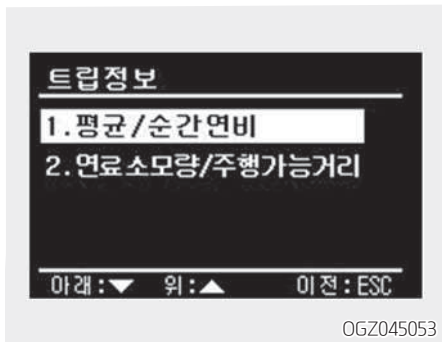 트립정보
1.평균/순간연비
2.연료소모량/주행가능거리
아래:▼ 위:▲ 이전:ESC
OGZ045053